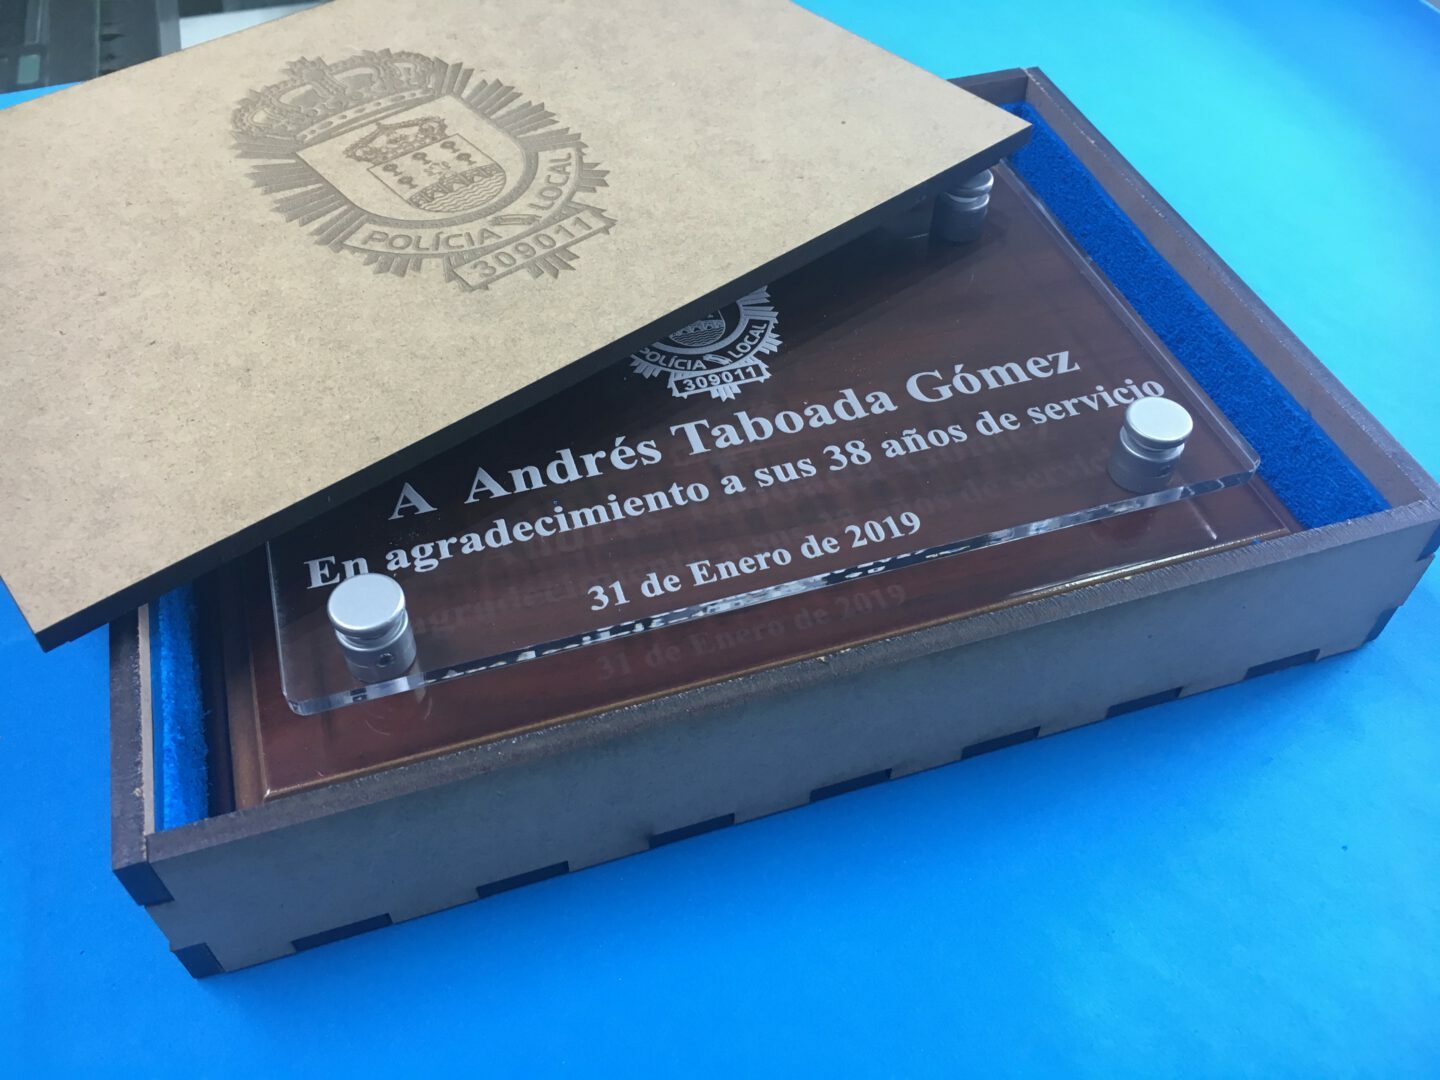 POLÍCIA LOCAL
309011
POLÍCIA LOCAL
309011
A Andrés Taboada Gómez
En agradecimiento a sus 38 años de servicio
31 de Enero de 2019